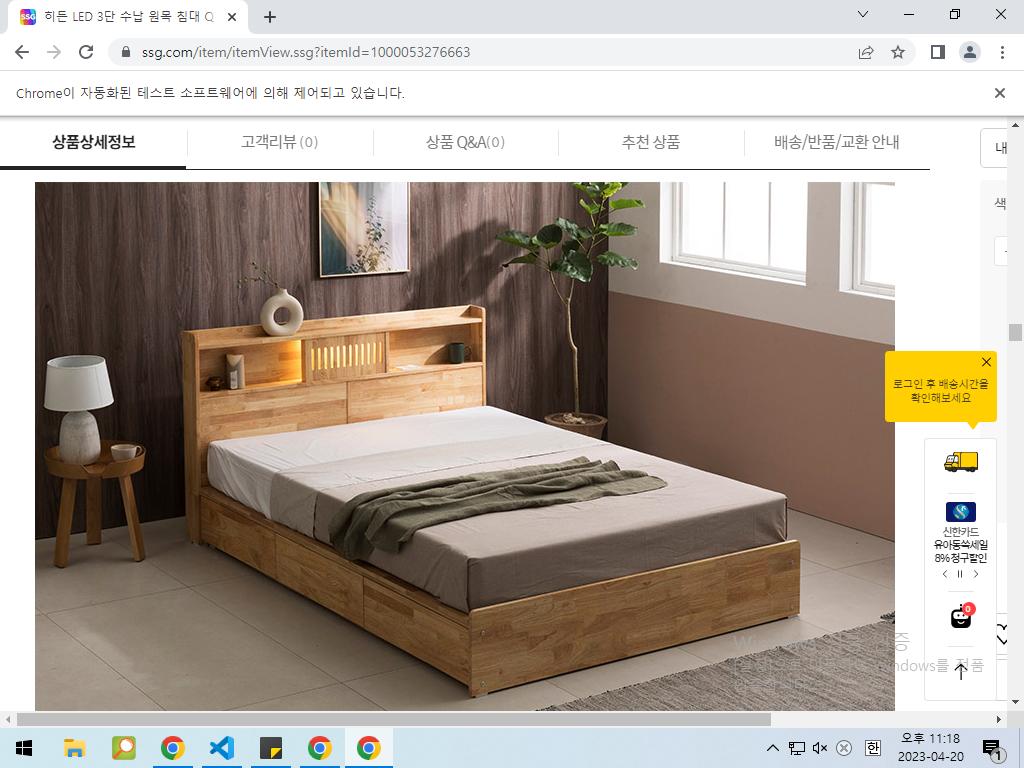 SSG
히든 LED 3단 수납 원목 침대 Q
ssg.com/item/itemView.ssg?itemId=1000053276663
Chrome이 자동화된 테스트 소프트웨어에 의해 제어되고 있습니다.
상품상세정보
고객리뷰 (0)
상품 Q&A(0)
추천 상품
배송/반품/교환 안내
내
색
로그인 후 배송시간을
확인해보세요
신한카드
유아동쓱세일
8% 청구할인
0
Windows
증
Windows를 정품
한
오후 11:18
2023-04-20
1